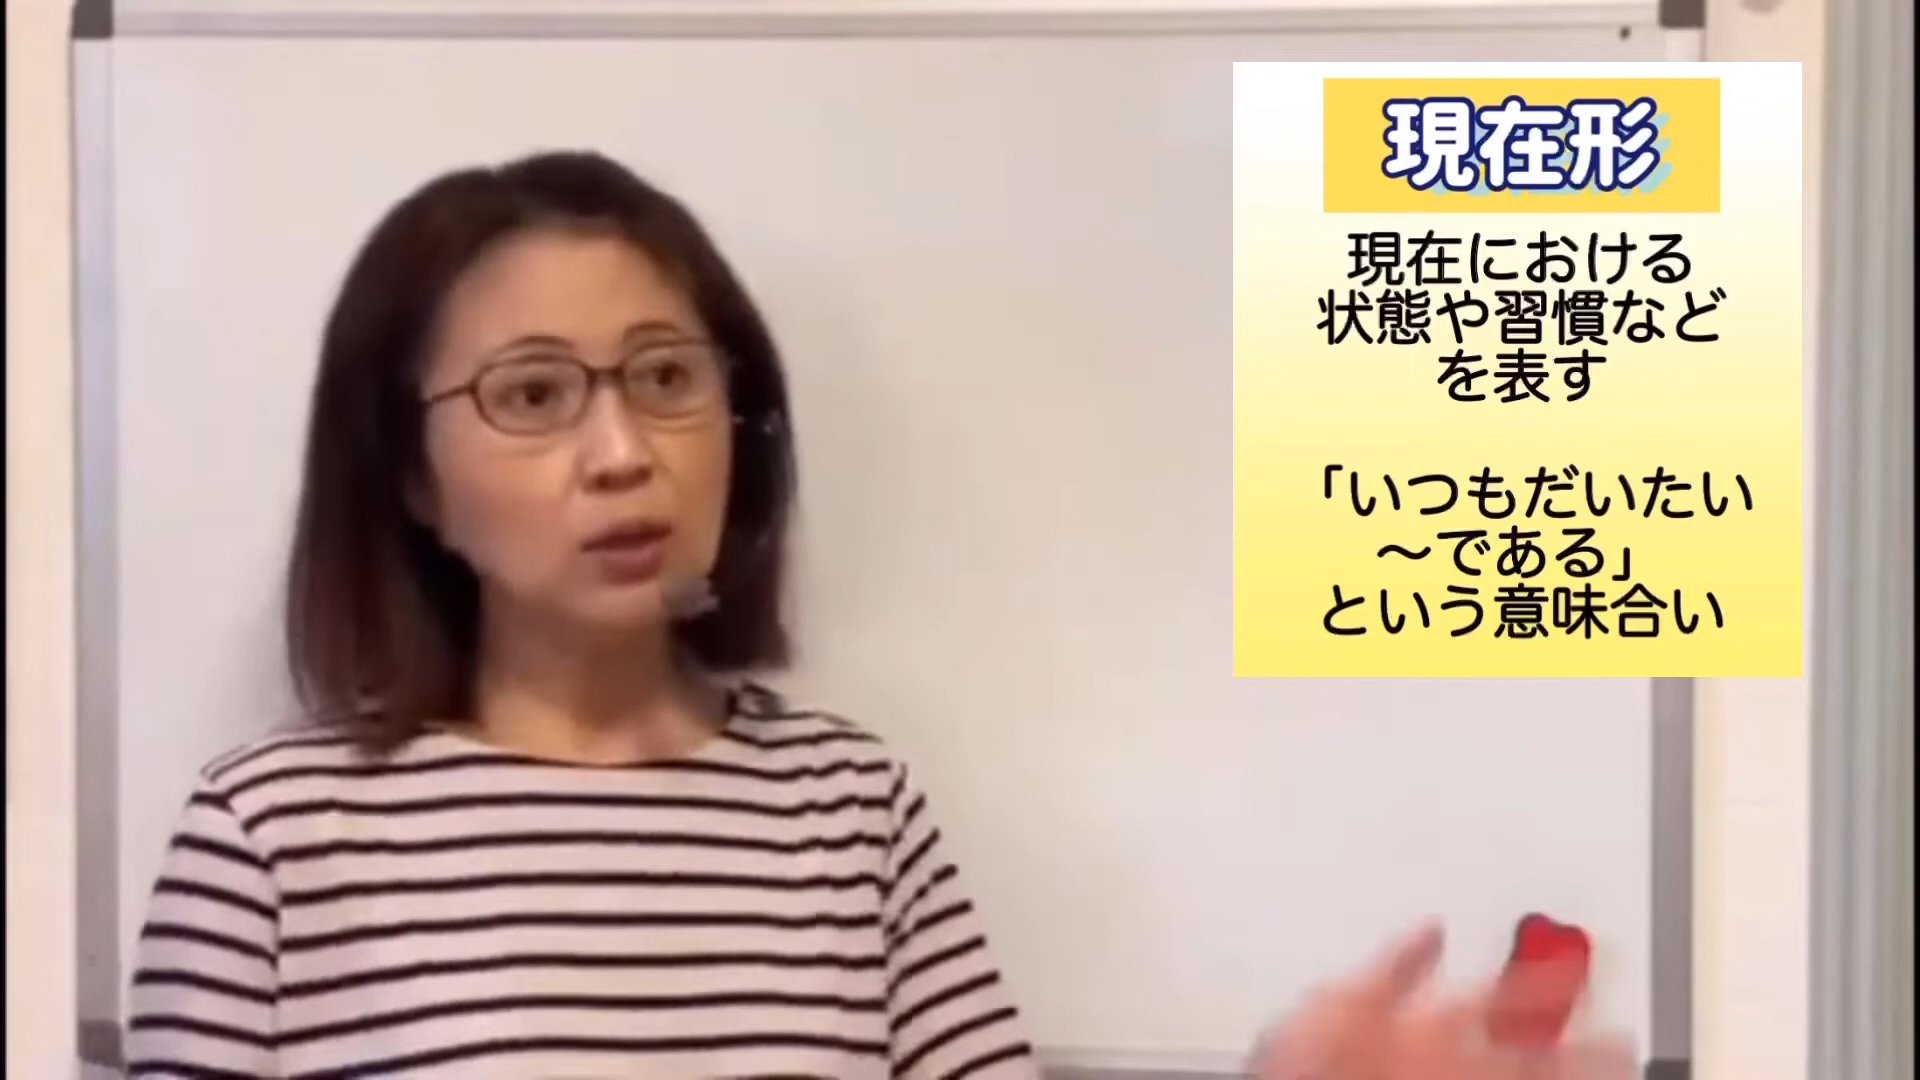 現在形
現在における
状態や習慣など
を表す
「いつもだいたい
～である」
という意味合い